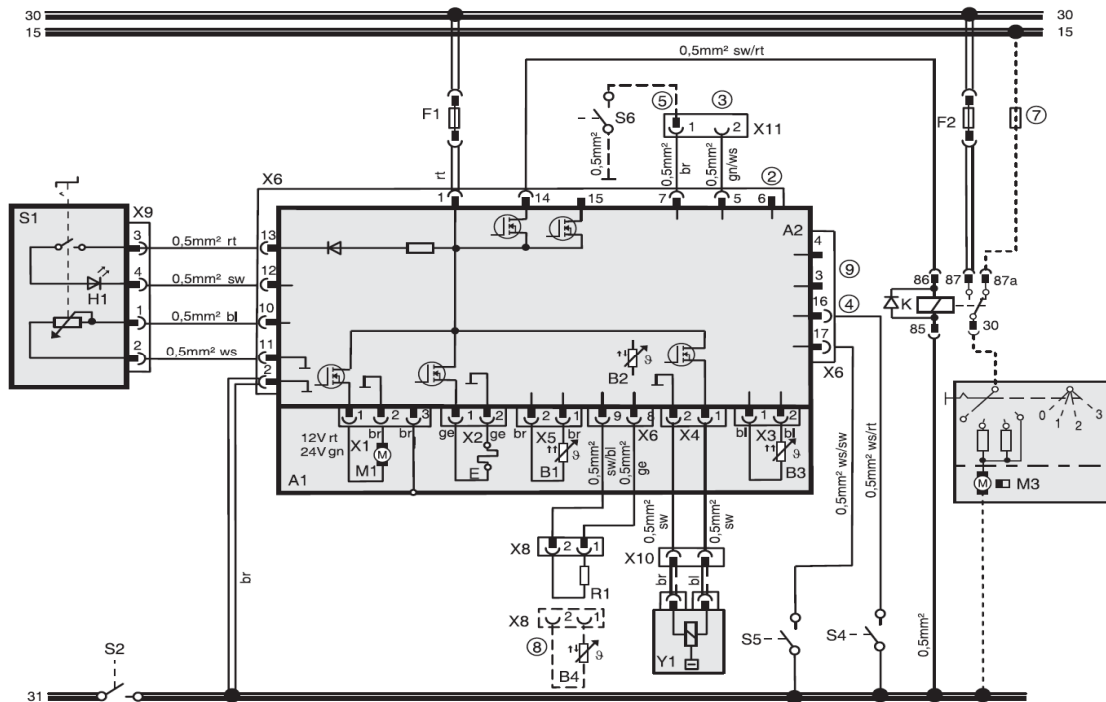 30 30
15 15
0,5mm² sw/rt
F1
S6
⑤ ③
1 2 X11
F2
⑦
0,5mm²
0,5mm²
br
0,5mm²
gn/ws
rt
X6
1 14 15 7 5 6 ②
S1 X9
3 0,5mm² rt 13
4 0,5mm² sw 12
H1
1 0,5mm² bl 10
2 0,5mm² ws 11
2
A2
4
3 ⑨
16 ④
17
X6
86 87 87a
K
85 30
B2
ϑ
1 2 3 1 2 2 1 9 8 2 1 1 2
12V rt
24V gn
X1 br br
M
M1
ge X2 ge
E
br X5 br
B1
ϑ
X6
0,5mm²
sw/bl
0,5mm²
ge
X4
bl X3 bl
B3
ϑ
A1
0 1 2 3
M M3
0,5mm²
sw
0,5mm²
sw
0,5mm² ws/sw
0,5mm² ws/rt
X8 2 1
R1
X10
br bl
Y1
X8 2 1
⑧
B4
ϑ
br
S5 S4
0,5mm²
S2
31